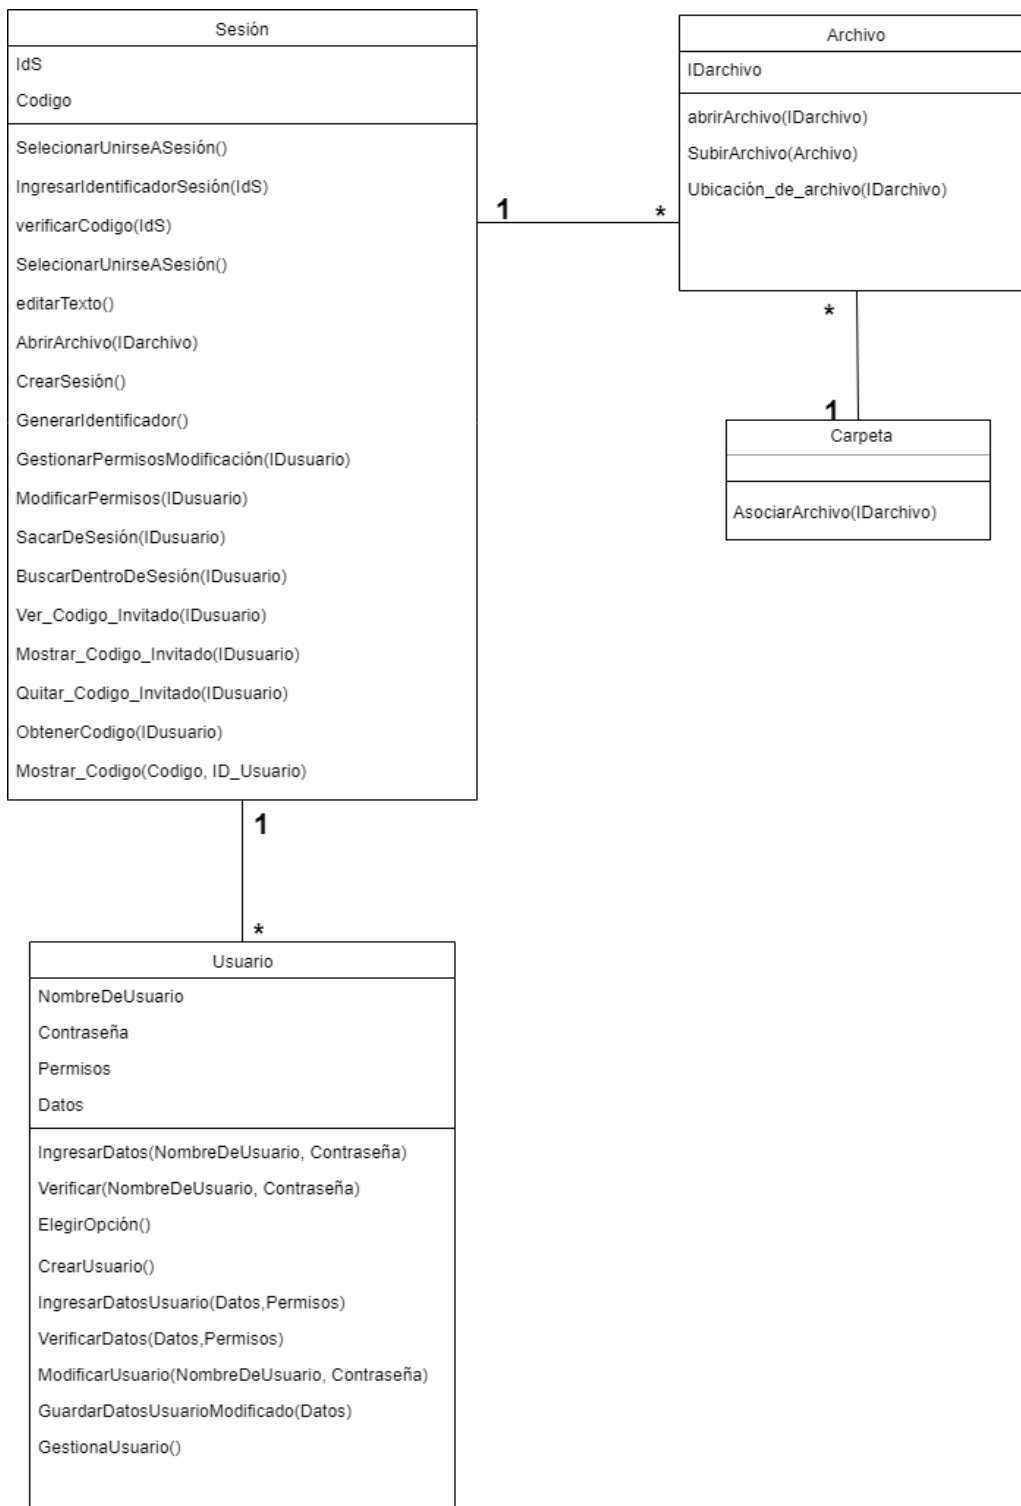 Sesión
IdS
Codigo
SelecionarUnirseASesión()
IngresarIdentificadorSesión(IdS)
verificarCodigo(IdS)
SelecionarUnirseASesión()
editarTexto()
AbrirArchivo(IDarchivo)
CrearSesión()
GenerarIdentificador()
GestionarPermisosModificación(IDusuario)
ModificarPermisos(IDusuario)
SacarDeSesión(IDusuario)
BuscarDentroDeSesión(IDusuario)
Ver_Codigo_Invitado(IDusuario)
Mostrar_Codigo_Invitado(IDusuario)
Quitar_Codigo_Invitado(IDusuario)
ObtenerCodigo(IDusuario)
Mostrar_Codigo(Codigo, ID_Usuario)
1
*
Archivo
IDarchivo
abrirArchivo(IDarchivo)
SubirArchivo(Archivo)
Ubicación_de_archivo(IDarchivo)
*
1
Carpeta
AsociarArchivo(IDarchivo)
1
*
Usuario
NombreDeUsuario
Contraseña
Permisos
Datos
IngresarDatos(NombreDeUsuario, Contraseña)
Verificar(NombreDeUsuario, Contraseña)
ElegirOpción()
CrearUsuario()
IngresarDatosUsuario(Datos,Permisos)
VerificarDatos(Datos,Permisos)
ModificarUsuario(NombreDeUsuario, Contraseña)
GuardarDatosUsuarioModificado(Datos)
GestionaUsuario()